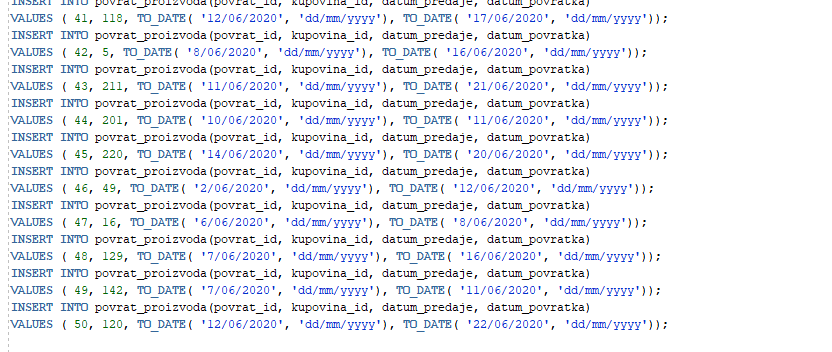 INSERT INTO povrat_proizvoda(povrat_id, kupovina_id, datum_predaje, datum_povratka)
VALUES ( 41, 118, TO_DATE( '12/06/2020', 'dd/mm/yyyy'), TO_DATE( '17/06/2020', 'dd/mm/yyyy'));
INSERT INTO povrat_proizvoda(povrat_id, kupovina_id, datum_predaje, datum_povratka)
VALUES ( 42, 5, TO_DATE( '8/06/2020', 'dd/mm/yyyy'), TO_DATE( '16/06/2020', 'dd/mm/yyyy'));
INSERT INTO povrat_proizvoda(povrat_id, kupovina_id, datum_predaje, datum_povratka)
VALUES ( 43, 211, TO_DATE( '11/06/2020', 'dd/mm/yyyy'), TO_DATE( '21/06/2020', 'dd/mm/yyyy'));
INSERT INTO povrat_proizvoda(povrat_id, kupovina_id, datum_predaje, datum_povratka)
VALUES ( 44, 201, TO_DATE( '10/06/2020', 'dd/mm/yyyy'), TO_DATE( '11/06/2020', 'dd/mm/yyyy'));
INSERT INTO povrat_proizvoda(povrat_id, kupovina_id, datum_predaje, datum_povratka)
VALUES ( 45, 220, TO_DATE( '14/06/2020', 'dd/mm/yyyy'), TO_DATE( '20/06/2020', 'dd/mm/yyyy'));
INSERT INTO povrat_proizvoda(povrat_id, kupovina_id, datum_predaje, datum_povratka)
VALUES ( 46, 49, TO_DATE( '2/06/2020', 'dd/mm/yyyy'), TO_DATE( '12/06/2020', 'dd/mm/yyyy'));
INSERT INTO povrat_proizvoda(povrat_id, kupovina_id, datum_predaje, datum_povratka)
VALUES ( 47, 16, TO_DATE( '6/06/2020', 'dd/mm/yyyy'), TO_DATE( '8/06/2020', 'dd/mm/yyyy'));
INSERT INTO povrat_proizvoda(povrat_id, kupovina_id, datum_predaje, datum_povratka)
VALUES ( 48, 129, TO_DATE( '7/06/2020', 'dd/mm/yyyy'), TO_DATE( '16/06/2020', 'dd/mm/yyyy'));
INSERT INTO povrat_proizvoda(povrat_id, kupovina_id, datum_predaje, datum_povratka)
VALUES ( 49, 142, TO_DATE( '7/06/2020', 'dd/mm/yyyy'), TO_DATE( '11/06/2020', 'dd/mm/yyyy'));
INSERT INTO povrat_proizvoda(povrat_id, kupovina_id, datum_predaje, datum_povratka)
VALUES ( 50, 120, TO_DATE( '12/06/2020', 'dd/mm/yyyy'), TO_DATE( '22/06/2020', 'dd/mm/yyyy'));